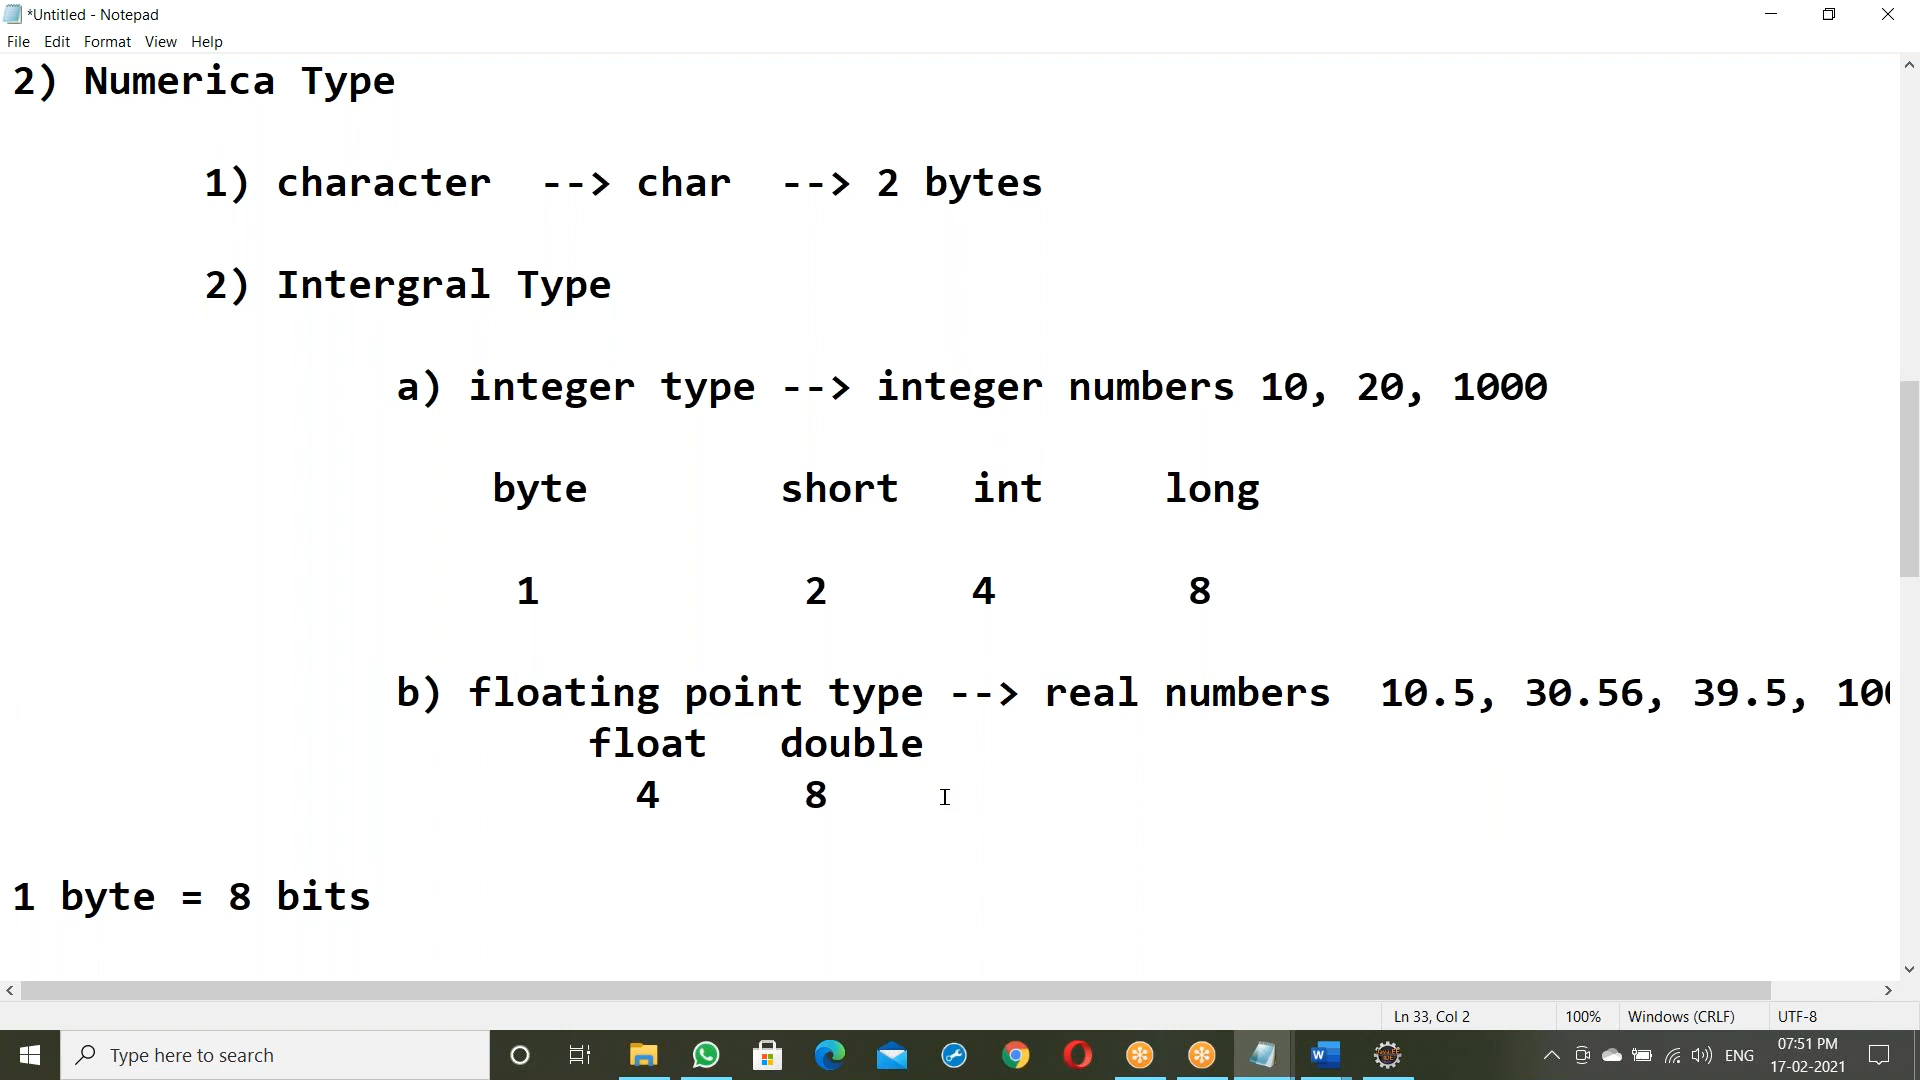 *Untitled - Notepad
File Edit Format View Help
2) Numerica Type
1) character --> char --> 2 bytes
2) Intergral Type
a) integer type --> integer numbers 10, 20, 1000
byte short int long
1 2 4 8
b) floating point type --> real numbers 10.5, 30.56, 39.5,
float double
4 8
1 byte = 8 bits
Ln 33, Col 2 100% Windows (CRLF) UTF-8
Type here to search
ENG
07:51 PM
17-02-2021